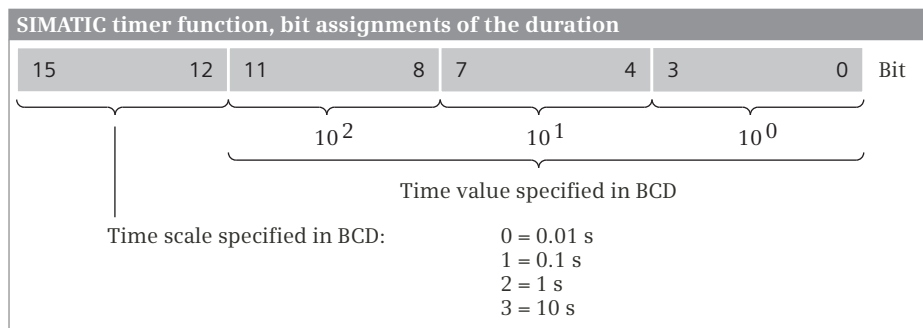 SIMATIC timer function, bit assignments of the duration
15 12 11 8 7 4 3 0 Bit
10² 10¹ 10⁰
Time value specified in BCD
Time scale specified in BCD: 0 = 0.01 s
1 = 0.1 s
2 = 1 s
3 = 10 s